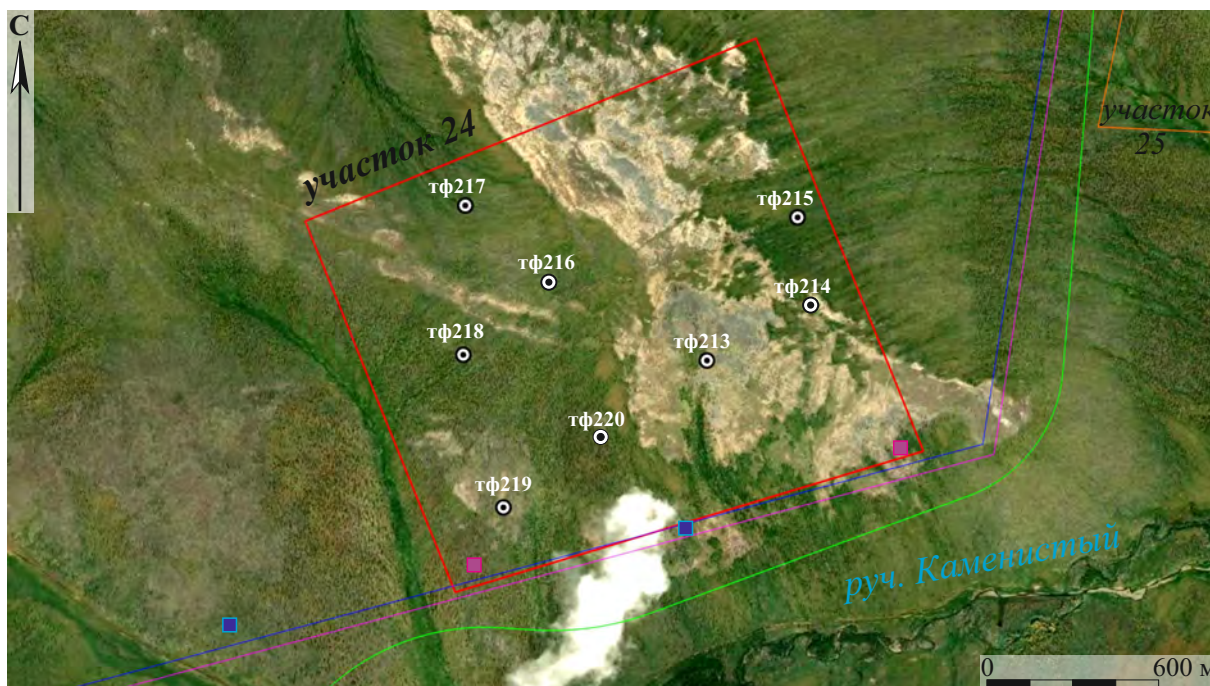 С
участок 24
участок
25
тф217
тф215
тф216
тф214
тф218
тф213
тф220
тф219
руч. Каменистый
0 600 м